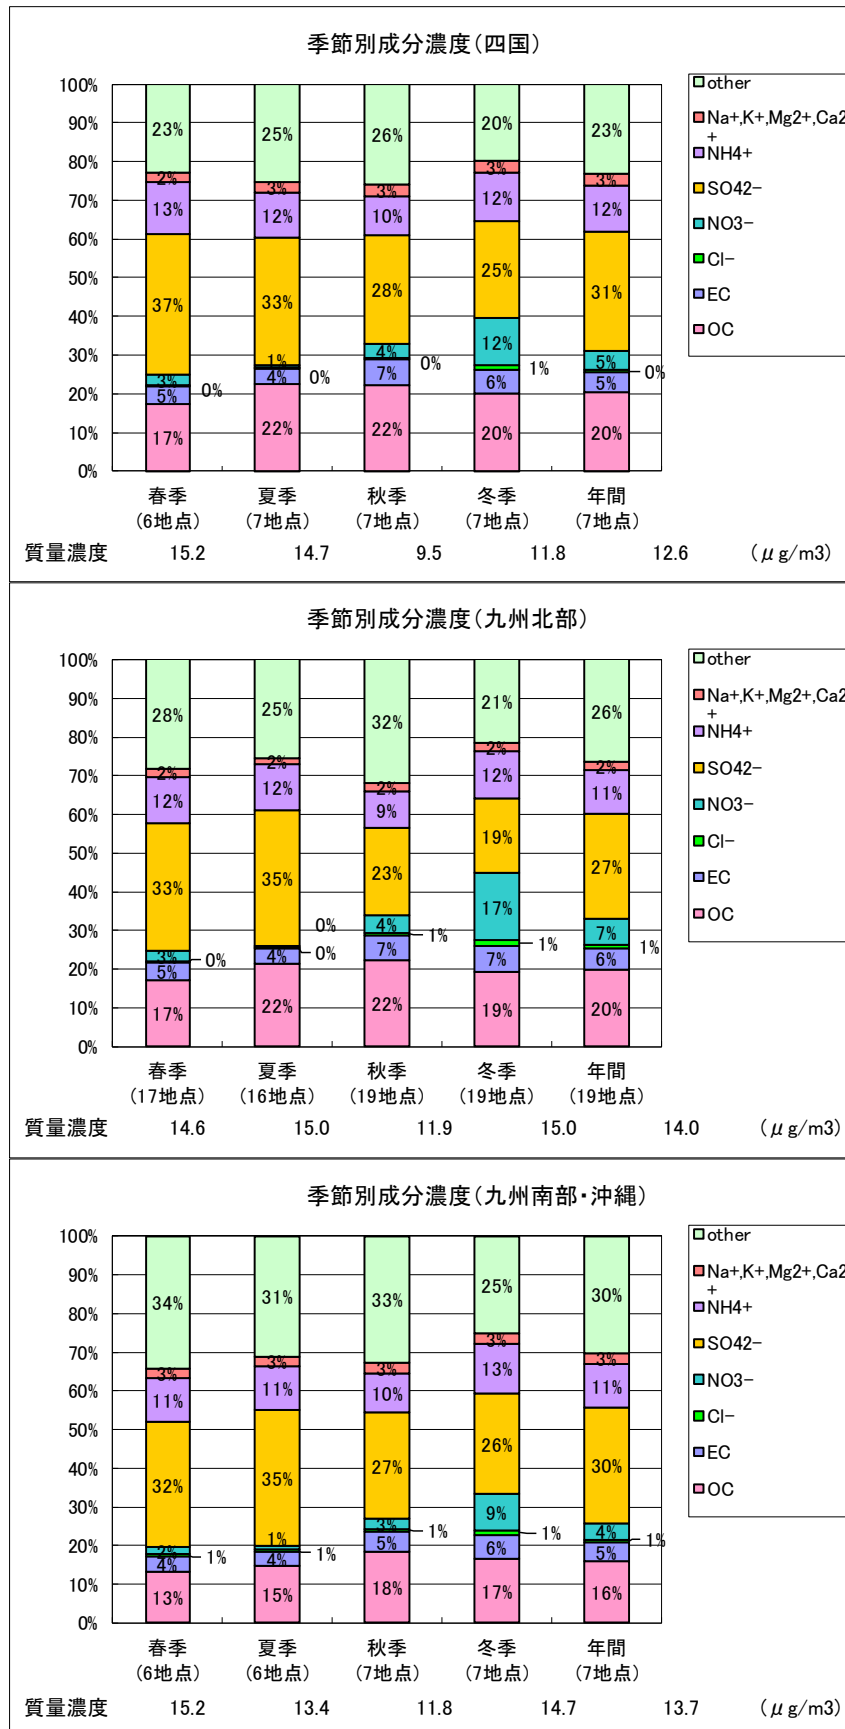 季節別成分濃度(四国)
100%
90%
80%
70%
60%
50%
40%
30%
20%
10%
0%
23% 25% 26% 20% 23%
2% 3% 3% 3% 3%
13% 12% 10% 12% 12%
37% 33% 28% 25% 31%
3% 1% 4% 12% 5%
0% 0% 0% 1% 0%
5% 4% 7% 6% 5%
17% 22% 22% 20% 20%
other
Na+,K+,Mg2+,Ca2
+
NH4+
SO42−
NO3−
Cl−
EC
OC
春季 夏季 秋季 冬季 年間
(6地点) (7地点) (7地点) (7地点) (7地点)
質量濃度 15.2 14.7 9.5 11.8 12.6 (μg/m3)
季節別成分濃度(九州北部)
100%
90%
80%
70%
60%
50%
40%
30%
20%
10%
0%
28% 25% 32% 21% 26%
2% 2% 2% 2% 2%
12% 12% 9% 12% 11%
33% 35% 23% 19% 27%
3% 0% 4% 17% 7%
0% 0% 1% 1% 1%
5% 4% 7% 7% 6%
17% 22% 22% 19% 20%
other
Na+,K+,Mg2+,Ca2
+
NH4+
SO42−
NO3−
Cl−
EC
OC
春季 夏季 秋季 冬季 年間
(17地点) (16地点) (19地点) (19地点) (19地点)
質量濃度 14.6 15.0 11.9 15.0 14.0 (μg/m3)
季節別成分濃度(九州南部・沖縄)
100%
90%
80%
70%
60%
50%
40%
30%
20%
10%
0%
34% 31% 33% 25% 30%
3% 3% 3% 3% 3%
11% 11% 10% 13% 11%
32% 35% 27% 26% 30%
2% 1% 3% 9% 4%
1% 1% 1% 1% 1%
4% 4% 5% 6% 5%
13% 15% 18% 17% 16%
other
Na+,K+,Mg2+,Ca2
+
NH4+
SO42−
NO3−
Cl−
EC
OC
春季 夏季 秋季 冬季 年間
(6地点) (6地点) (7地点) (7地点) (7地点)
質量濃度 15.2 13.4 11.8 14.7 13.7 (μg/m3)